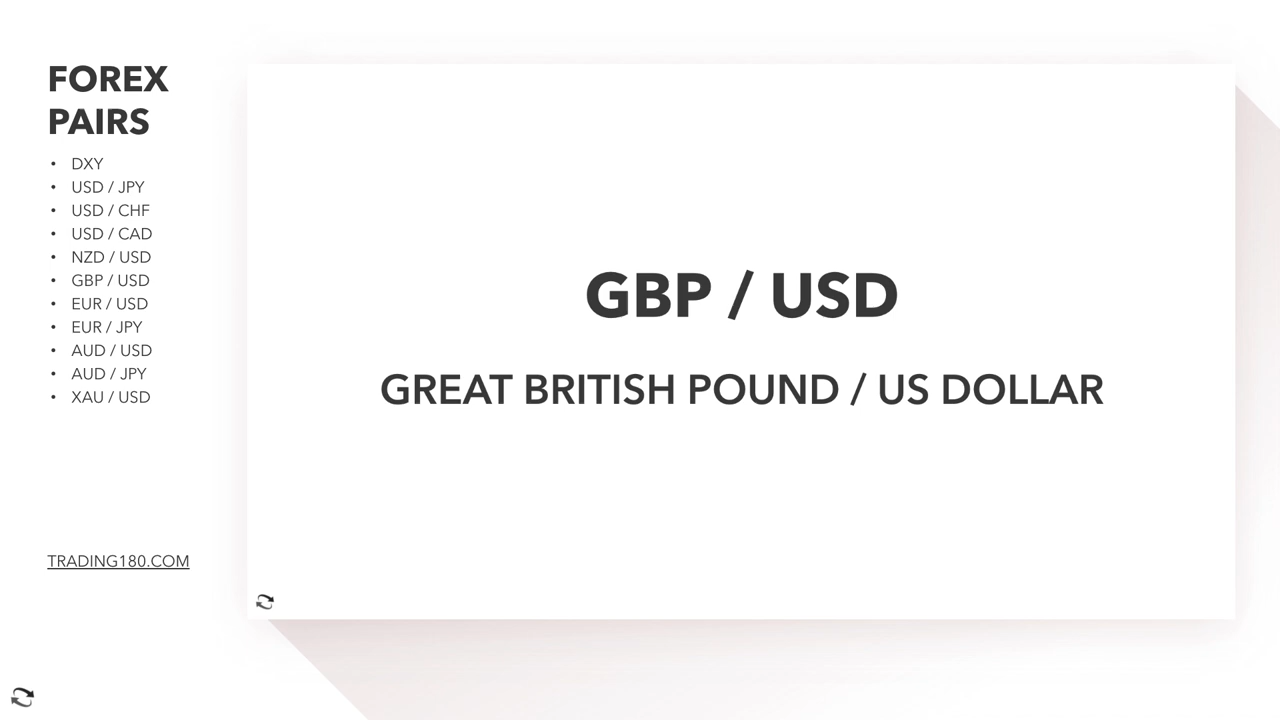 FOREX
PAIRS
• DXY
• USD / JPY
• USD / CHF
• USD / CAD
• NZD / USD
• GBP / USD
• EUR / USD
• EUR / JPY
• AUD / USD
• AUD / JPY
• XAU / USD
TRADING180.COM
GBP / USD
GREAT BRITISH POUND / US DOLLAR